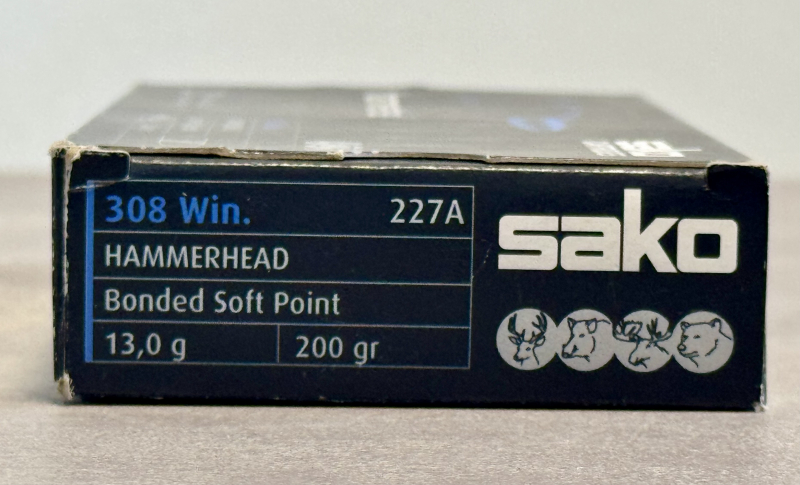 308 Win. 227A
HAMMERHEAD
Bonded Soft Point
13,0 g 200 gr
sako